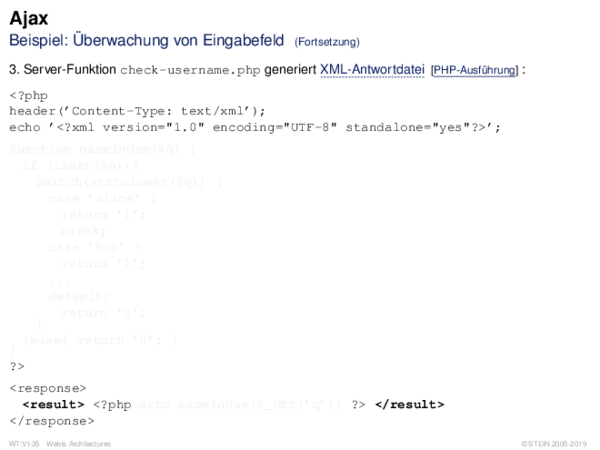 Ajax
Beispiel: Überwachung von Eingabefeld (Fortsetzung)
3. Server-Funktion check-username.php generiert XML-Antwortdatei [PHP-Ausführung] :
<?php
header('Content-Type: text/xml');
echo '<?xml version="1.0" encoding="UTF-8" standalone="yes"?>';
function nameInUse($q) {
if (isset($q)){
switch(strtolower($q)) {
case 'alice' :
return '1';
break;
case 'bob' :
return '1';
...
default:
return '0';
}
}else{ return '0'; }
}
?>
<response>
<result> <?php echo nameInUse($_GET['q']) ?> </result>
</response>
WT:VI-35 Webis Architectures
© STEIN 2005-2019